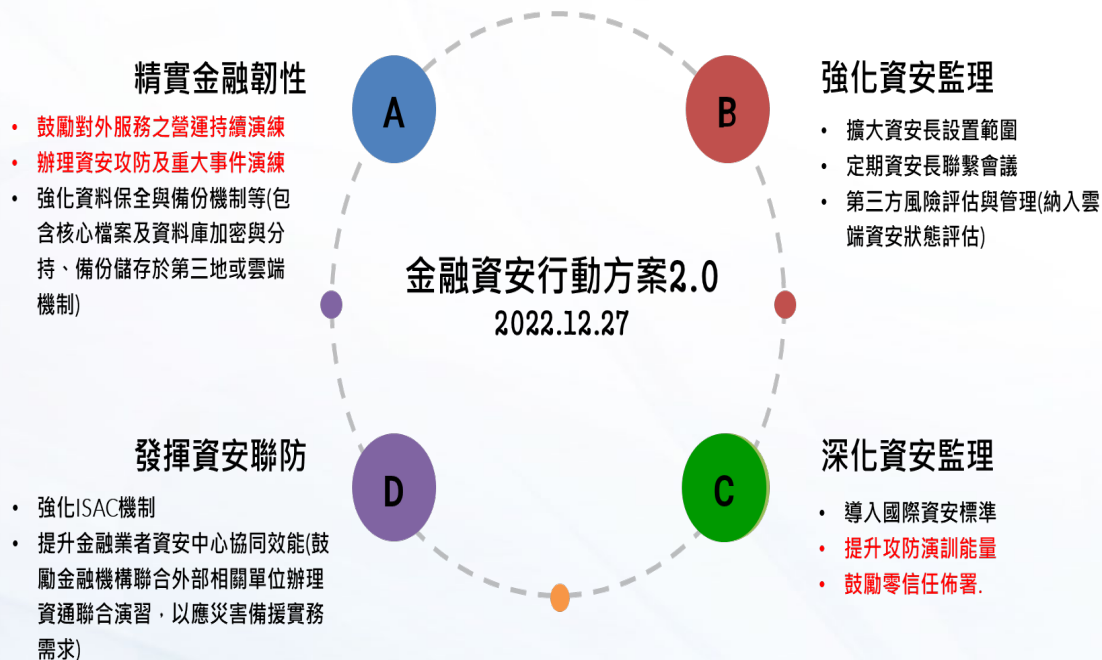 精實金融韌性
• 鼓勵對外服務之營運持續演練
• 辦理資安攻防及重大事件演練
• 強化資料保全與備份機制等(包
含核心檔案及資料庫加密與分
持、備份儲存於第三地或雲端
機制)
A
B
強化資安監理
• 擴大資安長設置範圍
• 定期資安長聯繫會議
• 第三方風險評估與管理(納入雲
端資安狀態評估)
金融資安行動方案2.0
2022.12.27
發揮資安聯防
• 強化ISAC機制
• 提升金融業者資安中心協同效能(鼓
勵金融機構聯合外部相關單位辦理
資通聯合演習，以應災害備援實務
需求)
D
C
深化資安監理
• 導入國際資安標準
• 提升攻防演訓能量
• 鼓勵零信任佈署.